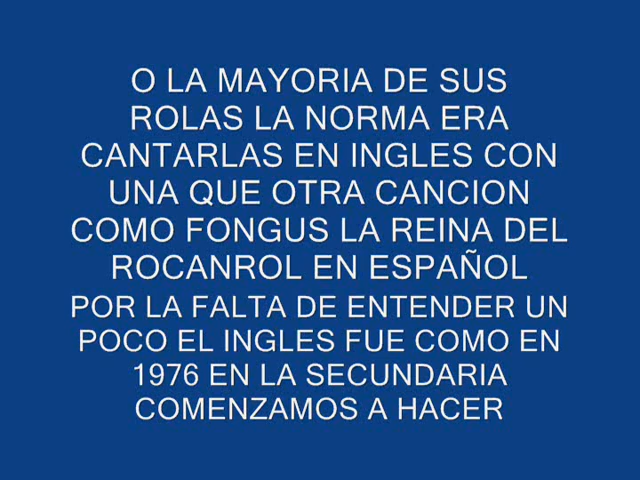 O LA MAYORIA DE SUS
ROLAS LA NORMA ERA
CANTARLAS EN INGLES CON
UNA QUE OTRA CANCION
COMO FONGUS LA REINA DEL
ROCANROL EN ESPAÑOL
POR LA FALTA DE ENTENDER UN
POCO EL INGLES FUE COMO EN
1976 EN LA SECUNDARIA
COMENZAMOS A HACER